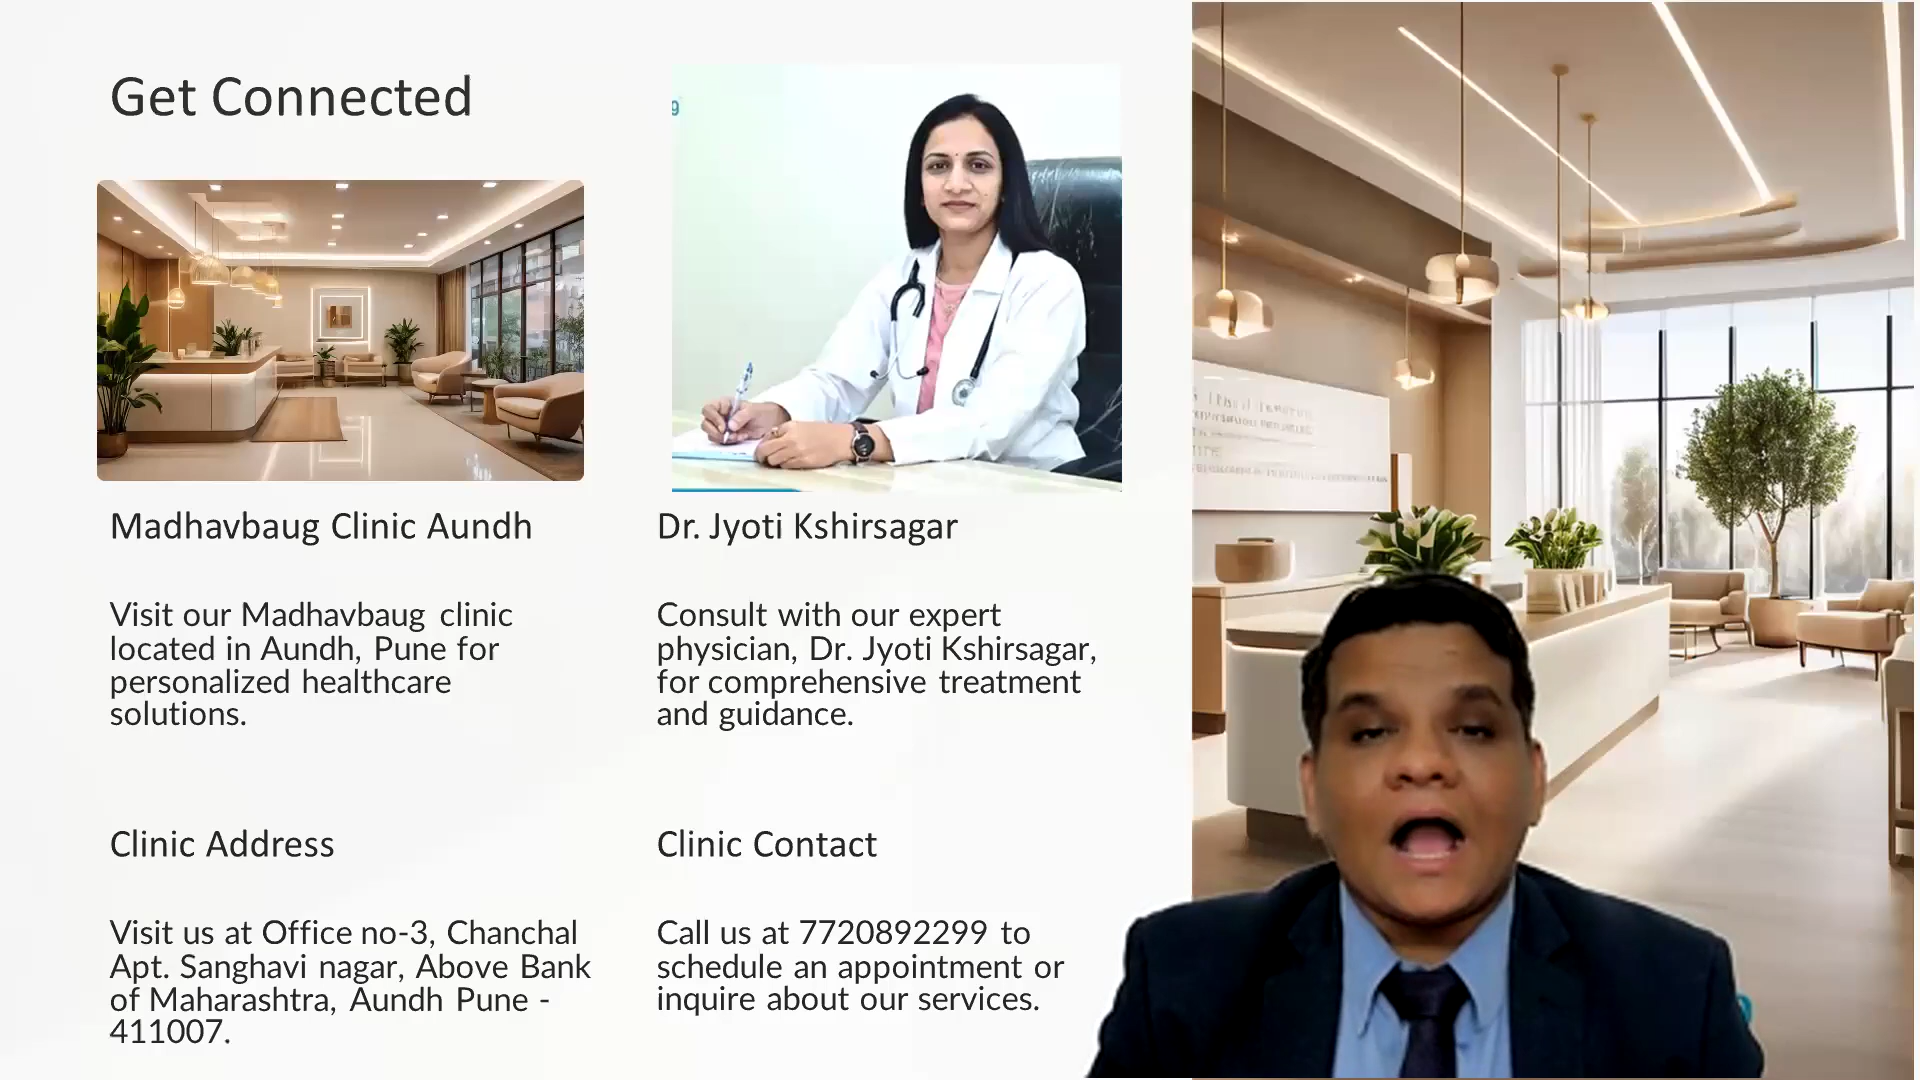 Get Connected
9
Madhavbaug Clinic Aundh
Visit our Madhavbaug clinic
located in Aundh, Pune for
personalized healthcare
solutions.
Dr. Jyoti Kshirsagar
Consult with our expert
physician, Dr. Jyoti Kshirsagar,
for comprehensive treatment
and guidance.
Clinic Address
Visit us at Office no-3, Chanchal
Apt. Sanghavi nagar, Above Bank
of Maharashtra, Aundh Pune -
411007.
Clinic Contact
Call us at 7720892299 to
schedule an appointment or
inquire about our services.